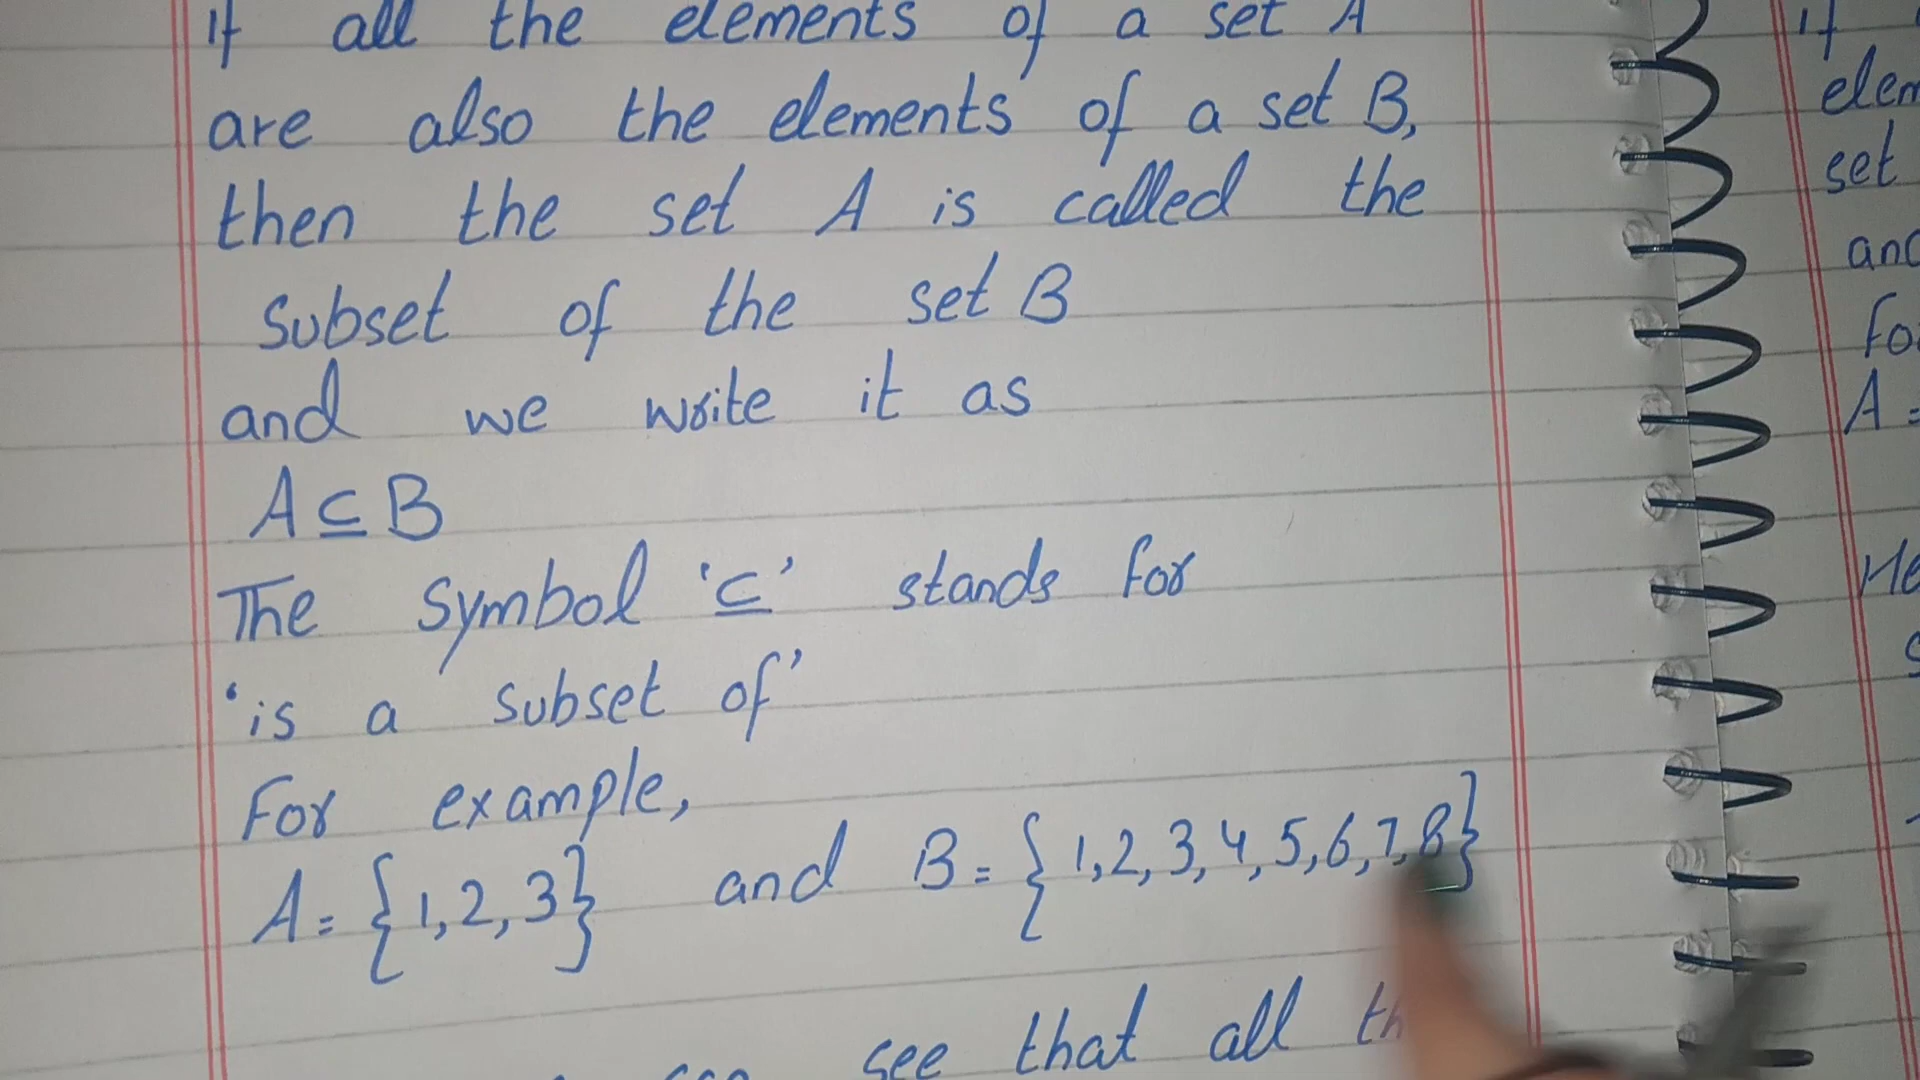 If all the elements of a set A
are also the elements of a set B,
then the set A is called the
subset of the set B
and we write it as
A ⊆ B
The symbol '⊆' stands for
'is a subset of'
For example,
A = {1, 2, 3} and B = {1, 2, 3, 4, 5, 6, 7, 8}
see that all
If
set
A =